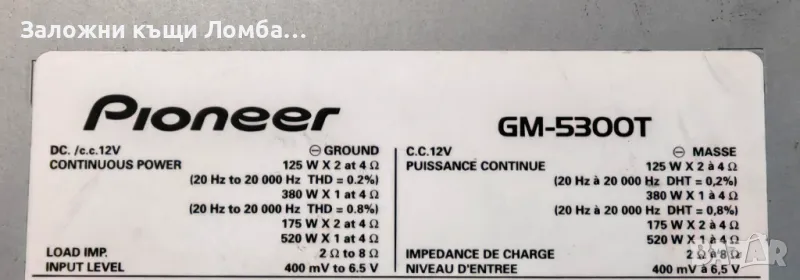 Заложни къщи Ломба...
Pioneer
GM-5300T
DC. /c.c.12V ⊖ GROUND
CONTINUOUS POWER 125 W X 2 at 4 Ω
(20 Hz to 20 000 Hz THD = 0.2%)
380 W X 1 at 4 Ω
(20 Hz to 20 000 Hz THD = 0.8%)
175 W X 2 at 4 Ω
520 W X 1 at 4 Ω
LOAD IMP. 2 Ω to 8 Ω
INPUT LEVEL 400 mV to 6.5 V
C.C.12V ⊖ MASSE
PUISSANCE CONTINUE 125 W X 2 à 4 Ω
(20 Hz à 20 000 Hz DHT = 0,2%)
380 W X 1 à 4 Ω
(20 Hz à 20 000 Hz DHT = 0,8%)
175 W X 2 à 4 Ω
520 W X 1 à 4 Ω
IMPEDANCE DE CHARGE 2 Ω à 8 Ω
NIVEAU D'ENTREE 400 mV à 6,5 V